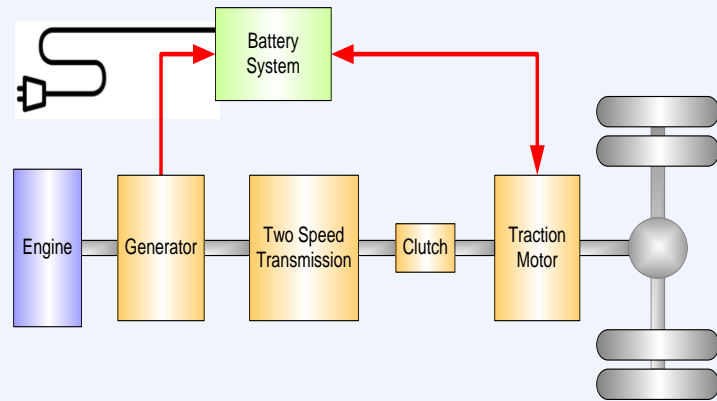 Battery
System
Engine
Generator
Two Speed
Transmission
Clutch
Traction
Motor